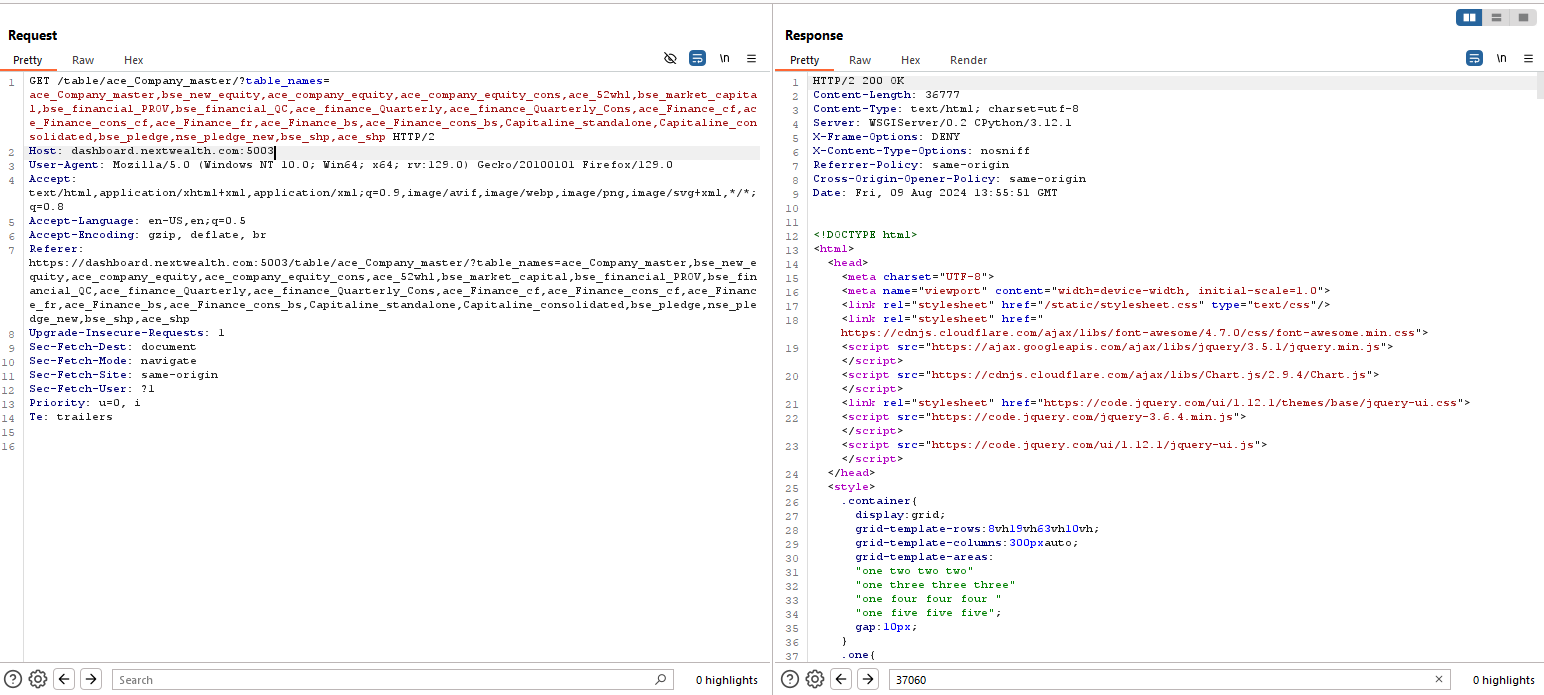 Request
Pretty Raw Hex \n
1 GET /table/ace_Company_master/?table_names=
ace_Company_master,bse_new_equity,ace_company_equity,ace_company_equity_cons,ace_52whl,bse_market_capita
l,bse_financial_PROV,bse_financial_QC,ace_finance_Quarterly,ace_finance_Quarterly_Cons,ace_Finance_cf,ac
e_Finance_cons_cf,ace_Finance_fr,ace_Finance_bs,ace_Finance_cons_bs,Capitaline_standalone,Capitaline_con
solidated,bse_pledge,nse_pledge_new,bse_shp,ace_shp HTTP/2
2 Host: dashboard.nextwealth.com:5003
3 User-Agent: Mozilla/5.0 (Windows NT 10.0; Win64; x64; rv:129.0) Gecko/20100101 Firefox/129.0
4 Accept:
text/html,application/xhtml+xml,application/xml;q=0.9,image/avif,image/webp,image/png,image/svg+xml,*/*;
q=0.8
5 Accept-Language: en-US,en;q=0.5
6 Accept-Encoding: gzip, deflate, br
7 Referer:
https://dashboard.nextwealth.com:5003/table/ace_Company_master/?table_names=ace_Company_master,bse_new_e
quity,ace_company_equity,ace_company_equity_cons,ace_52whl,bse_market_capital,bse_financial_PROV,bse_fin
ancial_QC,ace_finance_Quarterly,ace_finance_Quarterly_Cons,ace_Finance_cf,ace_Finance_cons_cf,ace_Financ
e_fr,ace_Finance_bs,ace_Finance_cons_bs,Capitaline_standalone,Capitaline_consolidated,bse_pledge,nse_ple
dge_new,bse_shp,ace_shp
8 Upgrade-Insecure-Requests: 1
9 Sec-Fetch-Dest: document
10 Sec-Fetch-Mode: navigate
11 Sec-Fetch-Site: same-origin
12 Sec-Fetch-User: ?1
13 Priority: u=0, i
14 Te: trailers
15
16
Search
0 highlights
Response
Pretty Raw Hex Render \n
1 HTTP/2 200 OK
2 Content-Length: 36777
3 Content-Type: text/html; charset=utf-8
4 Server: WSGIServer/0.2 CPython/3.12.1
5 X-Frame-Options: DENY
6 X-Content-Type-Options: nosniff
7 Referrer-Policy: same-origin
8 Cross-Origin-Opener-Policy: same-origin
9 Date: Fri, 09 Aug 2024 13:55:51 GMT
10
11
12 <!DOCTYPE html>
13 <html>
14 <head>
15 <meta charset="UTF-8">
16 <meta name="viewport" content="width=device-width, initial-scale=1.0">
17 <link rel="stylesheet" href="/static/stylesheet.css" type="text/css"/>
18 <link rel="stylesheet" href="
https://cdnjs.cloudflare.com/ajax/libs/font-awesome/4.7.0/css/font-awesome.min.css">
19 <script src="https://ajax.googleapis.com/ajax/libs/jquery/3.5.1/jquery.min.js">
</script>
20 <script src="https://cdnjs.cloudflare.com/ajax/libs/Chart.js/2.9.4/Chart.js">
</script>
21 <link rel="stylesheet" href="https://code.jquery.com/ui/1.12.1/themes/base/jquery-ui.css">
22 <script src="https://code.jquery.com/jquery-3.6.4.min.js">
</script>
23 <script src="https://code.jquery.com/ui/1.12.1/jquery-ui.js">
</script>
24 </head>
25 <style>
26 .container{
27 display:grid;
28 grid-template-rows:8vh19vh63vh10vh;
29 grid-template-columns:300pxauto;
30 grid-template-areas:
31 "one two two two"
32 "one three three three"
33 "one four four four "
34 "one five five five";
35 gap:10px;
36 }
37 .one{
37060
0 highlights